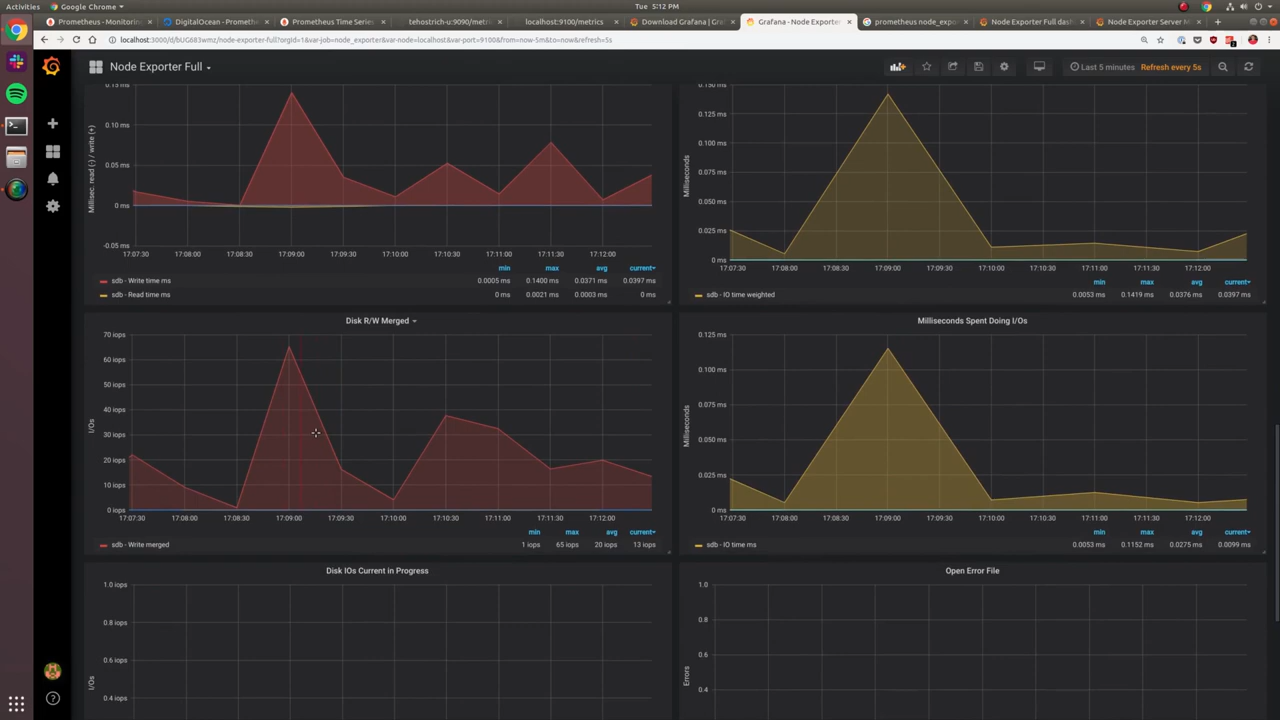 Activities
Google Chrome
Tue 5:12 PM
Prometheus - Monitorin
DigitalOcean - Prometh
Prometheus Time Series
tehostrich-u:9090/metri
localhost:9100/metrics
Download Grafana | Gr
Grafana - Node Exporter
prometheus node_exp
Node Exporter Full dash
Node Exporter Server M
localhost:3000/d/bUG683wmz/node-exporter-full?orgId=1&var-job=node_exporter&var-node=localhost&var-port=9100&from=now-5m&to=now&refresh=5s
Node Exporter Full
Last 5 minutes Refresh every 5s
Millisec. read (-) / write (+)
0.15 ms
0.10 ms
0.05 ms
0 ms
-0.05 ms
17:07:30 17:08:00 17:08:30 17:09:00 17:09:30 17:10:00 17:10:30 17:11:00 17:11:30 17:12:00
min max avg current
sdb - Write time ms 0.0005 ms 0.1400 ms 0.0371 ms 0.0397 ms
sdb - Read time ms 0 ms 0.0021 ms 0.0003 ms 0 ms
Milliseconds
0.150 ms
0.125 ms
0.100 ms
0.075 ms
0.050 ms
0.025 ms
0 ms
17:07:30 17:08:00 17:08:30 17:09:00 17:09:30 17:10:00 17:10:30 17:11:00 17:11:30 17:12:00
min max avg current
sdb - IO time weighted 0.0053 ms 0.1419 ms 0.0376 ms 0.0397 ms
Disk R/W Merged
I/Os
70 iops
60 iops
50 iops
40 iops
30 iops
20 iops
10 iops
0 iops
17:07:30 17:08:00 17:08:30 17:09:00 17:09:30 17:10:00 17:10:30 17:11:00 17:11:30 17:12:00
min max avg current
sdb - Write merged 1 iops 65 iops 20 iops 13 iops
Milliseconds Spent Doing I/Os
Milliseconds
0.125 ms
0.100 ms
0.075 ms
0.050 ms
0.025 ms
0 ms
17:07:30 17:08:00 17:08:30 17:09:00 17:09:30 17:10:00 17:10:30 17:11:00 17:11:30 17:12:00
min max avg current
sdb - IO time ms 0.0053 ms 0.1152 ms 0.0275 ms 0.0099 ms
Disk IOs Current in Progress
I/Os
1.0 iops
0.8 iops
0.6 iops
0.4 iops
Open Error File
Errors
1.0
0.8
0.6
0.4